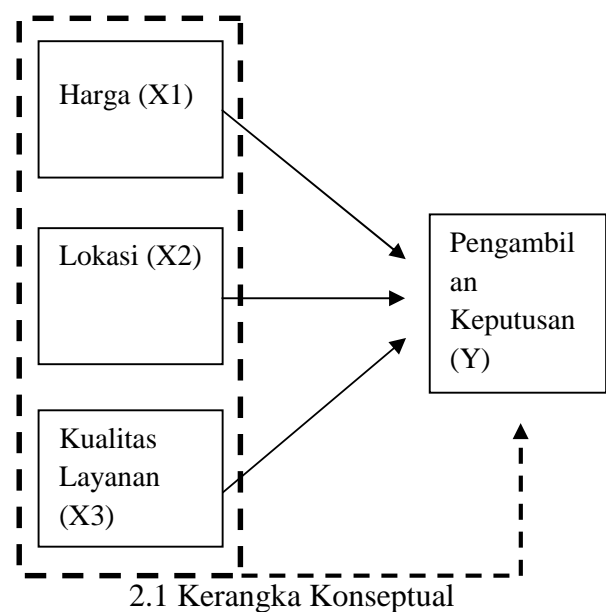 Harga (X1)
Lokasi (X2)
Kualitas
Layanan
(X3)
Pengambil
an
Keputusan
(Y)
2.1 Kerangka Konseptual